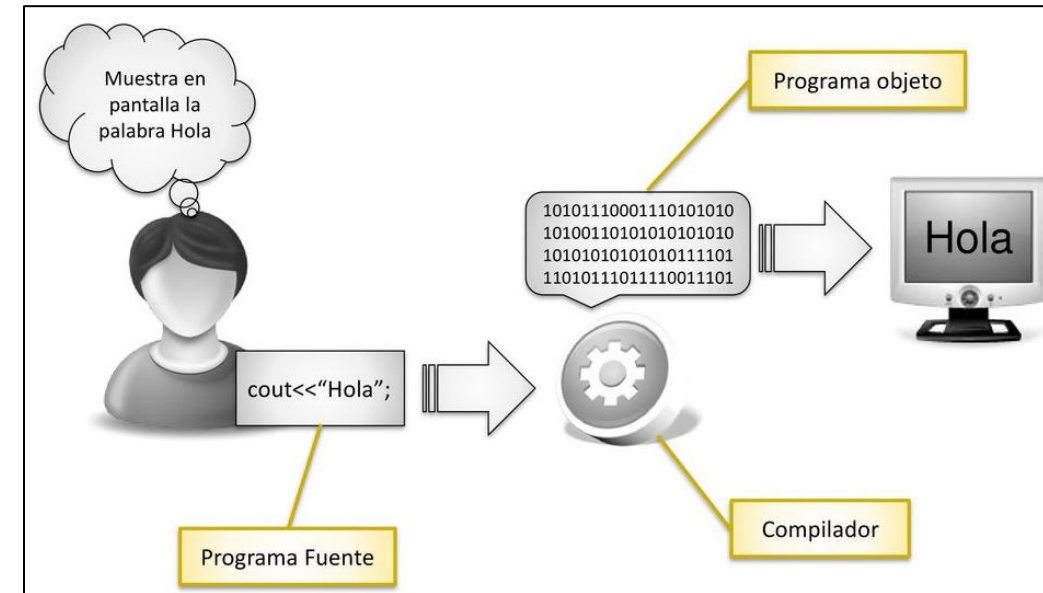 Muestra en
pantalla la
palabra Hola
cout<<“Hola”;
Programa Fuente
Programa objeto
10101110001110101010
10100110101010101010
10101010101010111101
11010111011110011101
Compilador
Hola